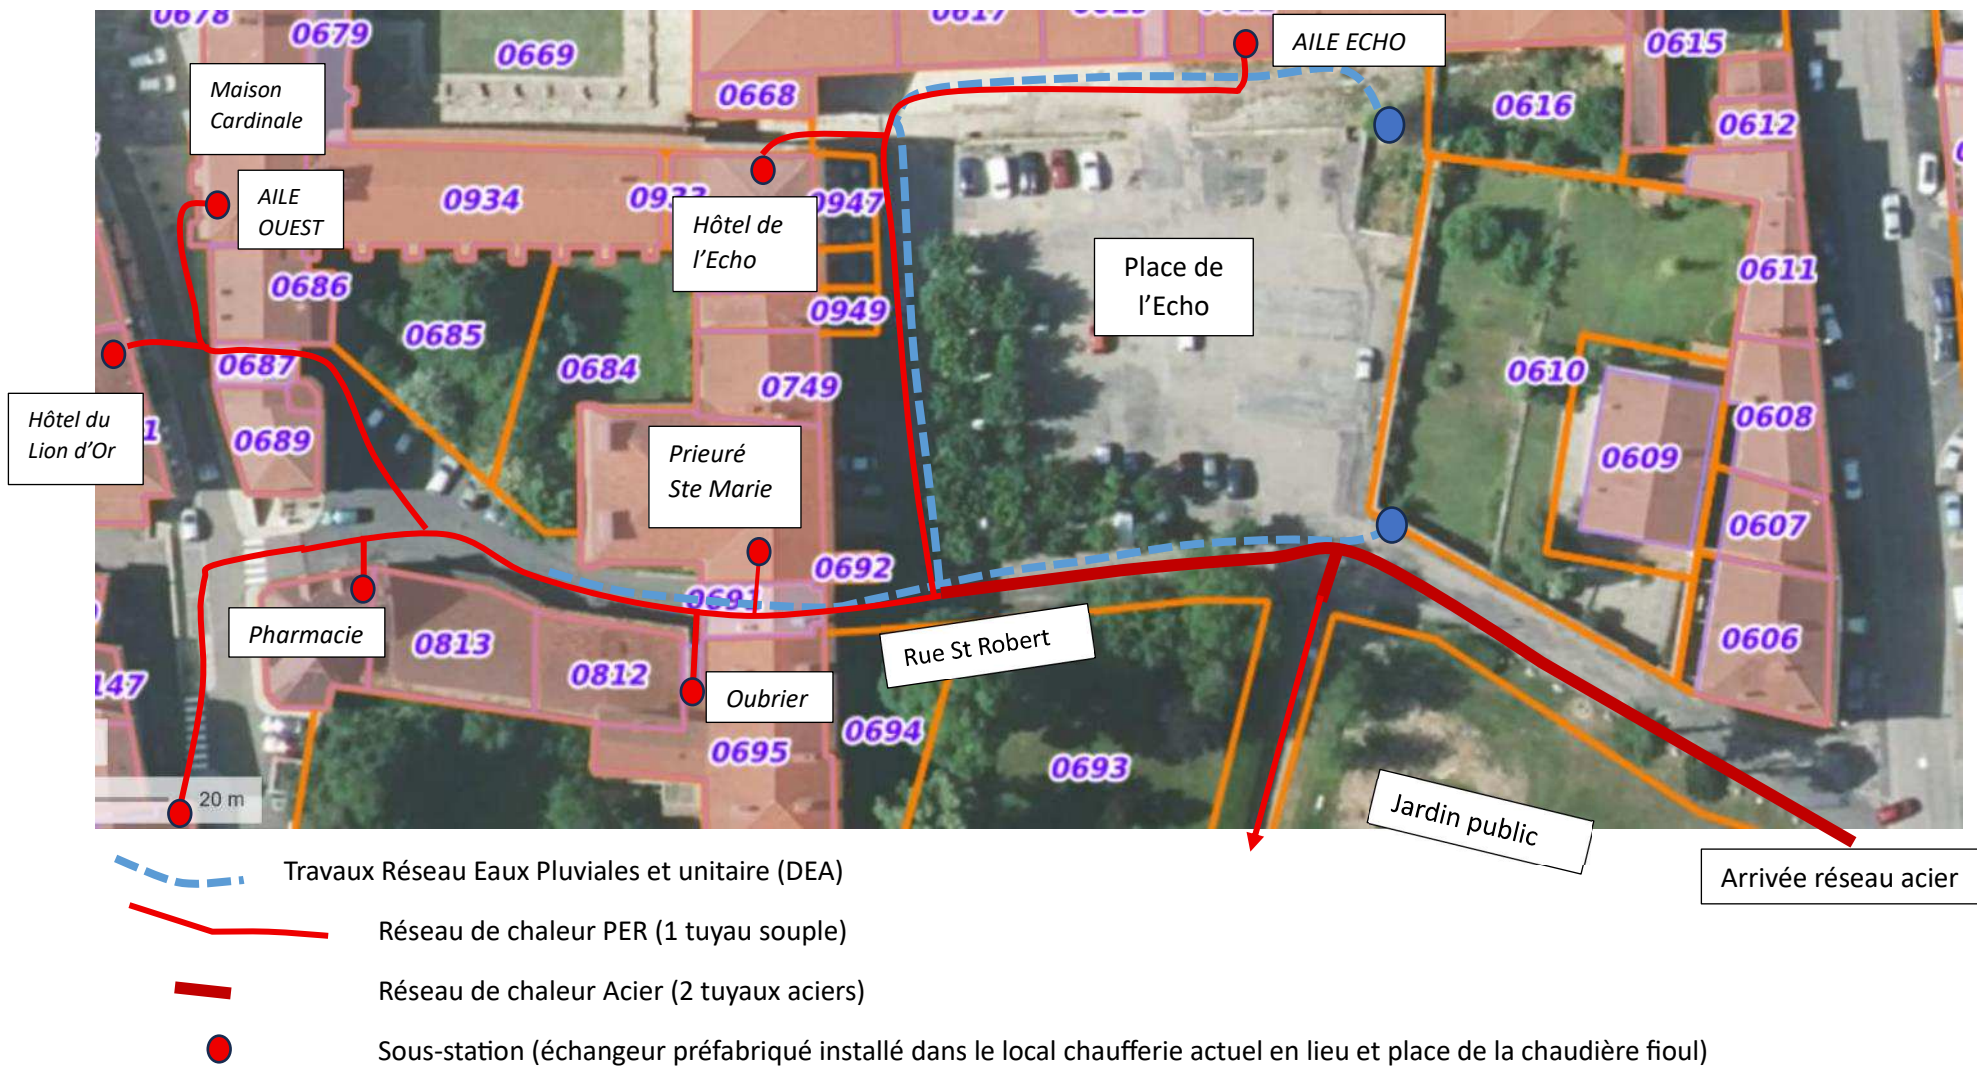 0678
0679
0669
0617
0615
AILE ECHO
Maison
Cardinale
0668
0616
0612
AILE
OUEST
0934
0947
Hôtel de
l'Echo
Place de
l'Echo
0611
0686
0949
0685
0684
0687
0749
0610
0608
Hôtel du
Lion d'Or
1
0689
Prieuré
Ste Marie
0609
0607
0692
0691
Pharmacie
0813
0812
Rue St Robert
0606
147
Oubrier
0695
0694
0693
20 m
Jardin public
Arrivée réseau acier
Travaux Réseau Eaux Pluviales et unitaire (DEA)
Réseau de chaleur PER (1 tuyau souple)
Réseau de chaleur Acier (2 tuyaux aciers)
Sous-station (échangeur préfabriqué installé dans le local chaufferie actuel en lieu et place de la chaudière fioul)